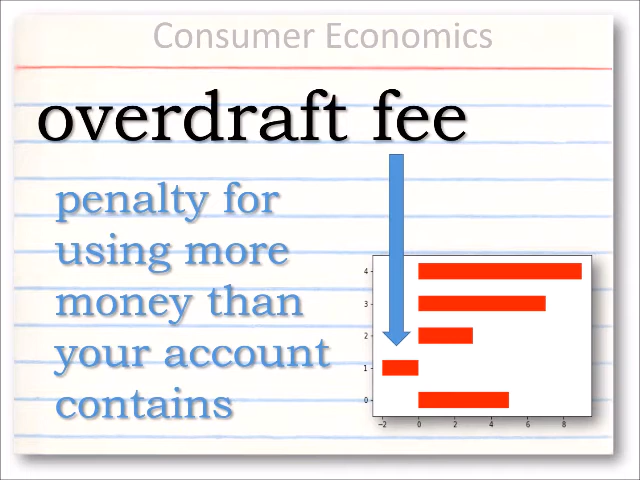 Consumer Economics
overdraft fee
penalty for
using more
money than
your account
contains
4
3
2
1
0
−2 0 2 4 6 8